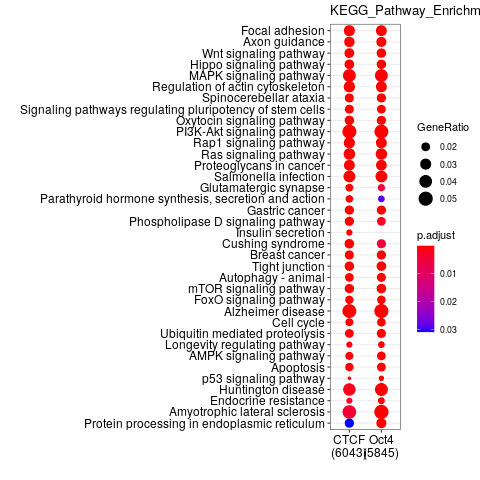 KEGG_Pathway_Enrichm
Focal adhesion
Axon guidance
Wnt signaling pathway
Hippo signaling pathway
MAPK signaling pathway
Regulation of actin cytoskeleton
Spinocerebellar ataxia
Signaling pathways regulating pluripotency of stem cells
Oxytocin signaling pathway
PI3K-Akt signaling pathway
Rap1 signaling pathway
Ras signaling pathway
Proteoglycans in cancer
Salmonella infection
Glutamatergic synapse
Parathyroid hormone synthesis, secretion and action
Gastric cancer
Phospholipase D signaling pathway
Insulin secretion
Cushing syndrome
Breast cancer
Tight junction
Autophagy - animal
mTOR signaling pathway
FoxO signaling pathway
Alzheimer disease
Cell cycle
Ubiquitin mediated proteolysis
Longevity regulating pathway
AMPK signaling pathway
Apoptosis
p53 signaling pathway
Huntington disease
Endocrine resistance
Amyotrophic lateral sclerosis
Protein processing in endoplasmic reticulum
CTCF Oct4
(6043)(5845)
GeneRatio
0.02
0.03
0.04
0.05
p.adjust
0.01
0.02
0.03